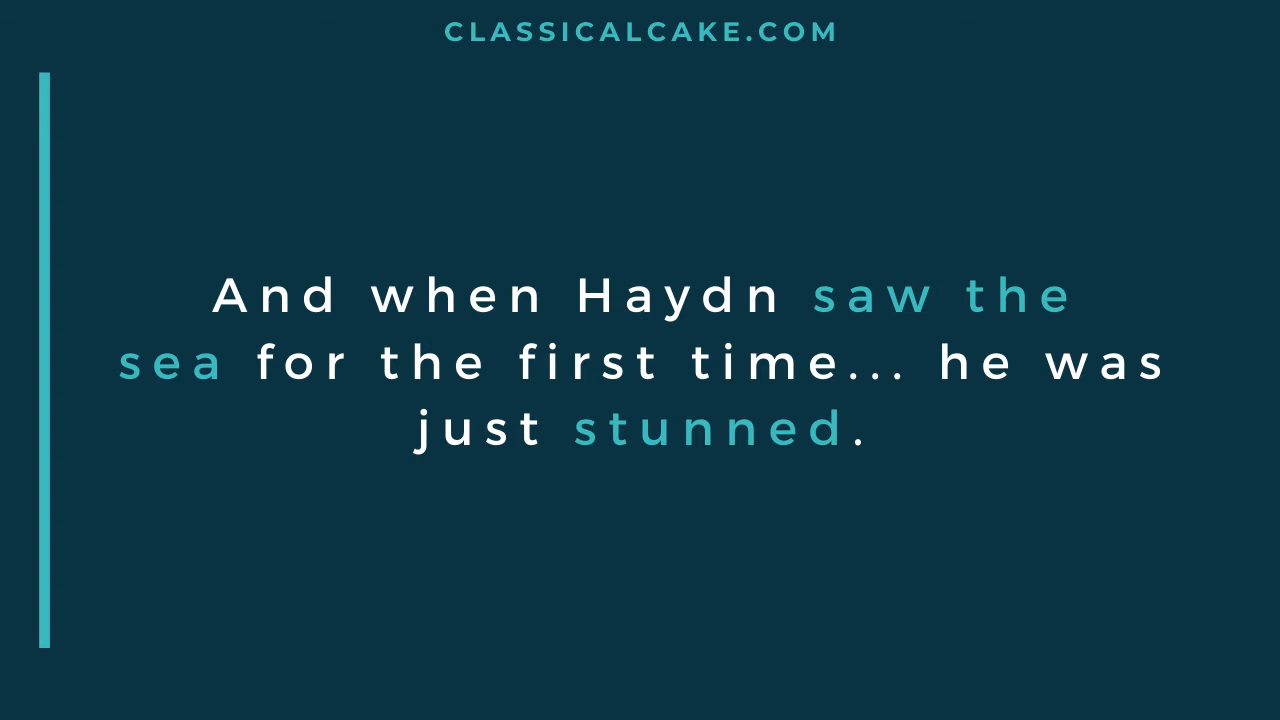 CLASSICALCAKE.COM
And when Haydn saw the
sea for the first time... he was
just stunned.